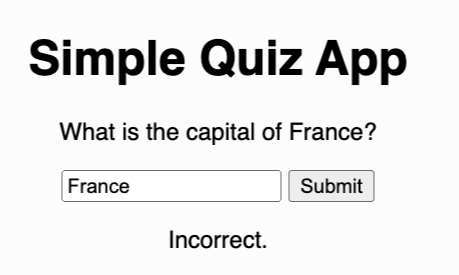 Simple Quiz App
What is the capital of France?
France Submit
Incorrect.